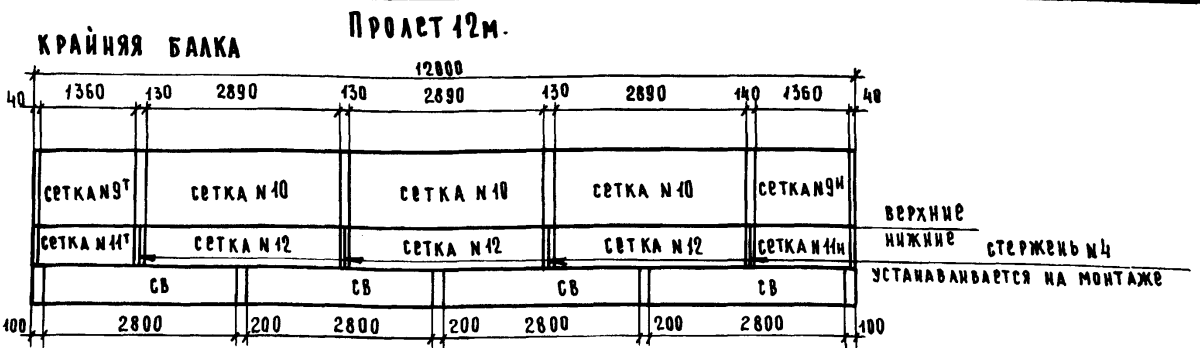 ПРОЛЕТ 12М.
КРАЙНЯЯ БАЛКА
12000
40 1360 130 2890 130 2890 130 2890 140 1360 40
СЕТКА N9Т СЕТКА N10 СЕТКА N10 СЕТКА N10 СЕТКА N9Н
ВЕРХНИЕ
СЕТКА N11Т СЕТКА N12 СЕТКА N12 СЕТКА N12 СЕТКА N11Н
НИЖНИЕ
СТЕРЖЕНЬ N4
УСТАНАВЛИВАЕТСЯ НА МОНТАЖЕ
СВ СВ СВ СВ
100 2800 200 2800 200 2800 200 2800 100